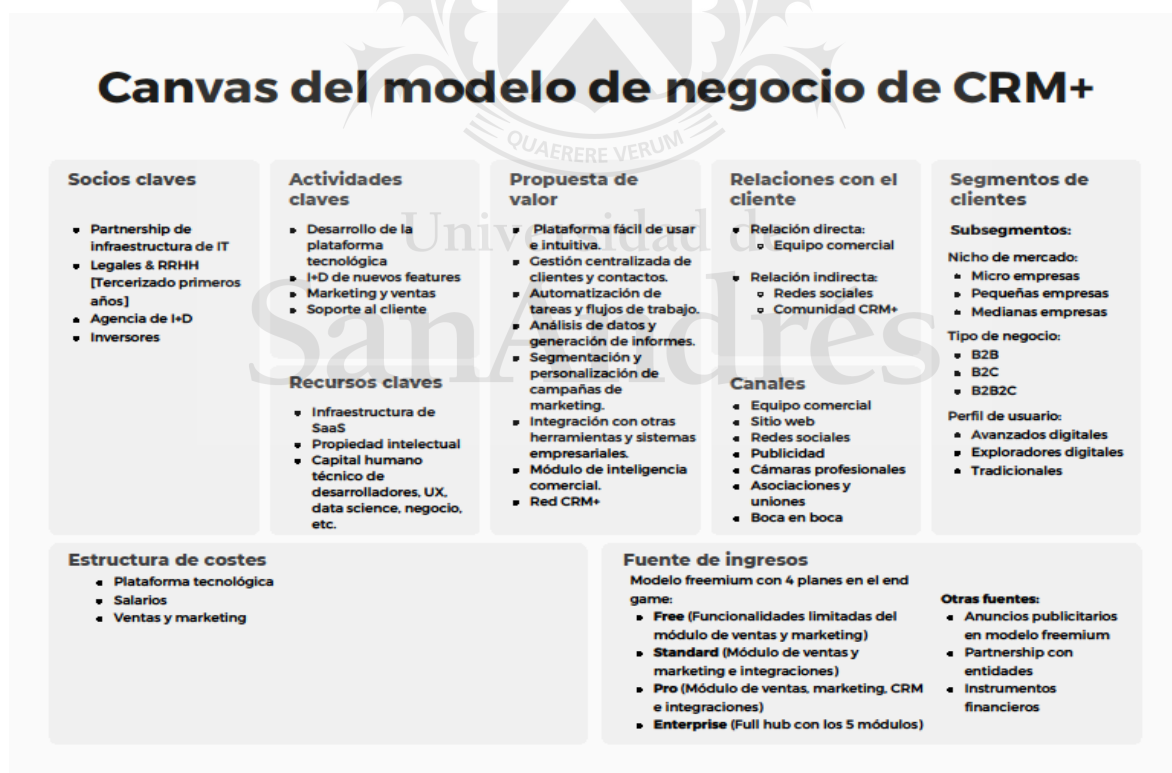 QUAERERE VERUM
Universidad de
SanAndres
Canvas del modelo de negocio de CRM+
Socios claves
Partnership de
infraestructura de IT
Legales & RRHH
[Tercerizado primeros
años]
Agencia de I+D
Inversores
Actividades
claves
Desarrollo de la
plataforma
tecnológica
I+D de nuevos features
Marketing y ventas
Soporte al cliente
Recursos claves
Infraestructura de
SaaS
Propiedad intelectual
Capital humano
técnico de
desarrolladores, UX,
data science, negocio,
etc.
Propuesta de
valor
Plataforma fácil de usar
e intuitiva.
Gestión centralizada de
clientes y contactos.
Automatización de
tareas y flujos de trabajo.
Análisis de datos y
generación de informes.
Segmentación y
personalización de
campañas de
marketing.
Integración con otras
herramientas y sistemas
empresariales.
Módulo de inteligencia
comercial.
Red CRM+
Relaciones con el
cliente
Relación directa:
Equipo comercial
Relación indirecta:
Redes sociales
Comunidad CRM+
Canales
Equipo comercial
Sitio web
Redes sociales
Publicidad
Cámaras profesionales
Asociaciones y
uniones
Boca en boca
Segmentos de
clientes
Subsegmentos:
Nicho de mercado:
Micro empresas
Pequeñas empresas
Medianas empresas
Tipo de negocio:
B2B
B2C
B2B2C
Perfil de usuario:
Avanzados digitales
Exploradores digitales
Tradicionales
Estructura de costes
Plataforma tecnológica
Salarios
Ventas y marketing
Fuente de ingresos
Modelo freemium con 4 planes en el end
game:
Free (Funcionalidades limitadas del
módulo de ventas y marketing)
Standard (Módulo de ventas y
marketing e integraciones)
Pro (Módulo de ventas, marketing, CRM
e integraciones)
Enterprise (Full hub con los 5 módulos)
Otras fuentes:
Anuncios publicitarios
en modelo freemium
Partnership con
entidades
Instrumentos
financieros